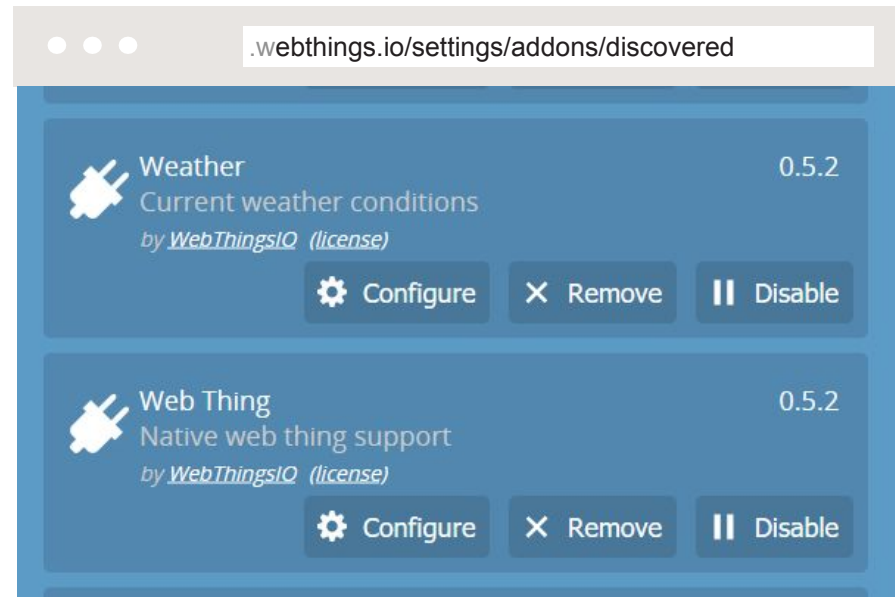 .webthings.io/settings/addons/discovered
Weather 0.5.2
Current weather conditions
by WebThingsIO (license)
Configure Remove Disable
Web Thing 0.5.2
Native web thing support
by WebThingsIO (license)
Configure Remove Disable